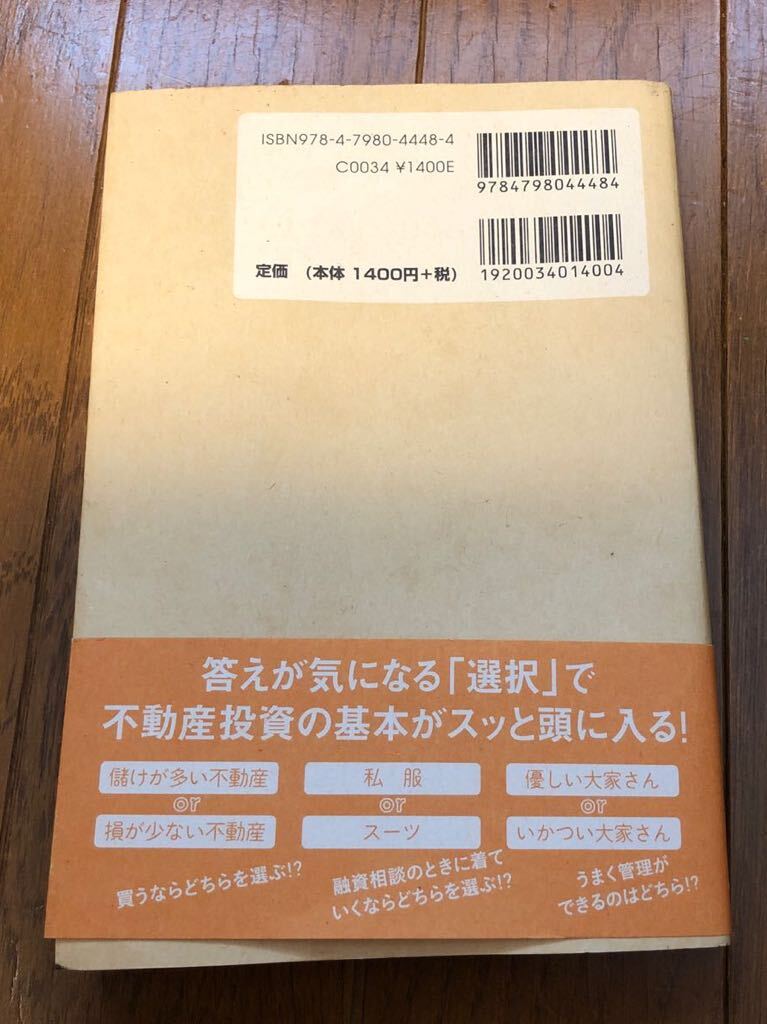 ISBN978-4-7980-4448-4
C0034 ¥1400E
9784798044484
定価 (本体 1400円+税)
1920034014004
答えが気になる「選択」で
不動産投資の基本がスッと頭に入る!
儲けが多い不動産
or
損が少ない不動産
買うならどちらを選ぶ!?
私 服
or
スーツ
融資相談のときに着て
いくならどちらを選ぶ!?
優しい大家さん
or
いかつい大家さん
うまく管理が
できるのはどちら!?